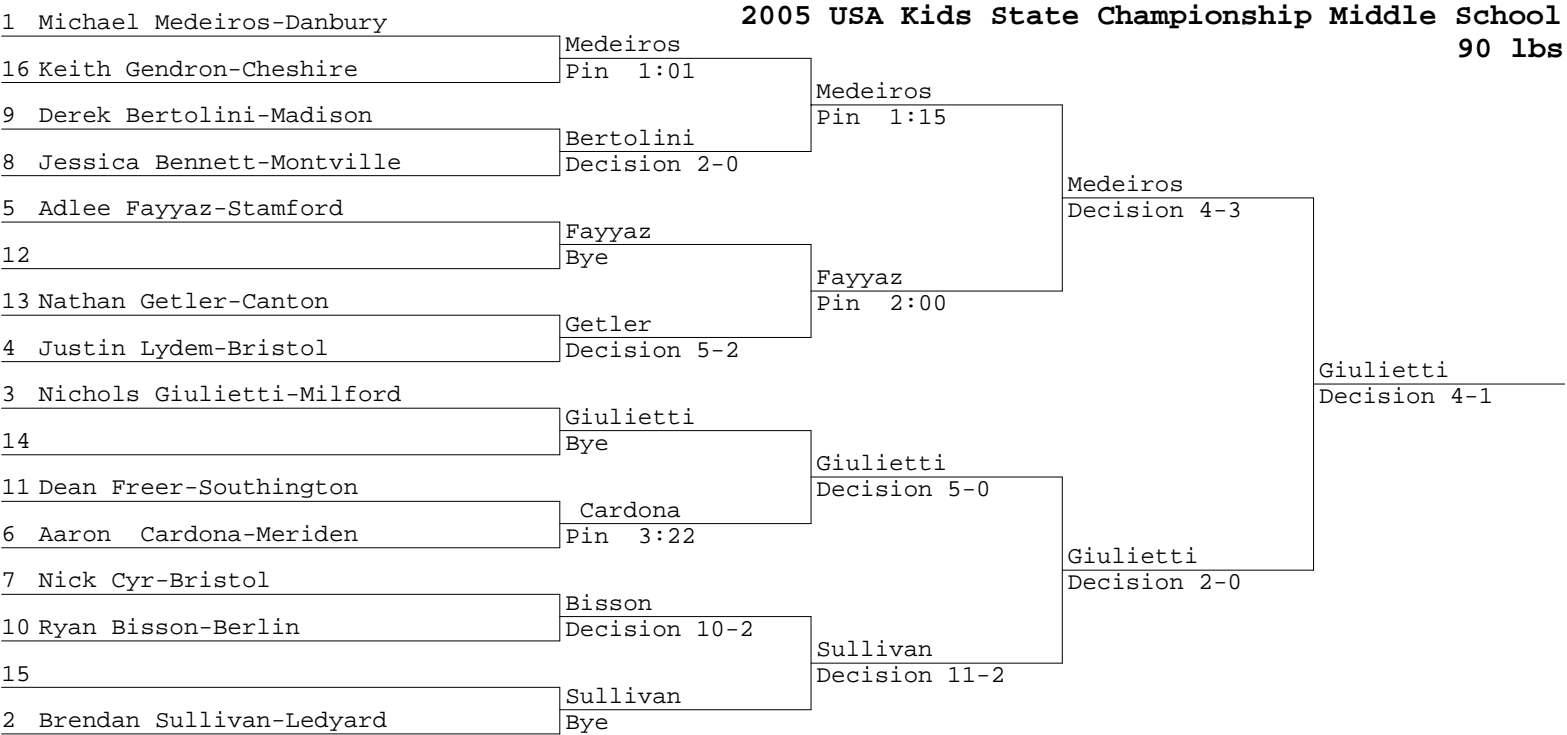 2005 USA Kids State Championship Middle School
90 lbs
1 Michael Medeiros-Danbury
16 Keith Gendron-Cheshire
9 Derek Bertolini-Madison
8 Jessica Bennett-Montville
5 Adlee Fayyaz-Stamford
12
13 Nathan Getler-Canton
4 Justin Lydem-Bristol
3 Nichols Giulietti-Milford
14
11 Dean Freer-Southington
6 Aaron Cardona-Meriden
7 Nick Cyr-Bristol
10 Ryan Bisson-Berlin
15
2 Brendan Sullivan-Ledyard
Medeiros
Pin 1:01
Bertolini
Decision 2-0
Fayyaz
Bye
Getler
Decision 5-2
Giulietti
Bye
Cardona
Pin 3:22
Bisson
Decision 10-2
Sullivan
Bye
Medeiros
Pin 1:15
Fayyaz
Pin 2:00
Giulietti
Decision 5-0
Sullivan
Decision 11-2
Medeiros
Decision 4-3
Giulietti
Decision 2-0
Giulietti
Decision 4-1